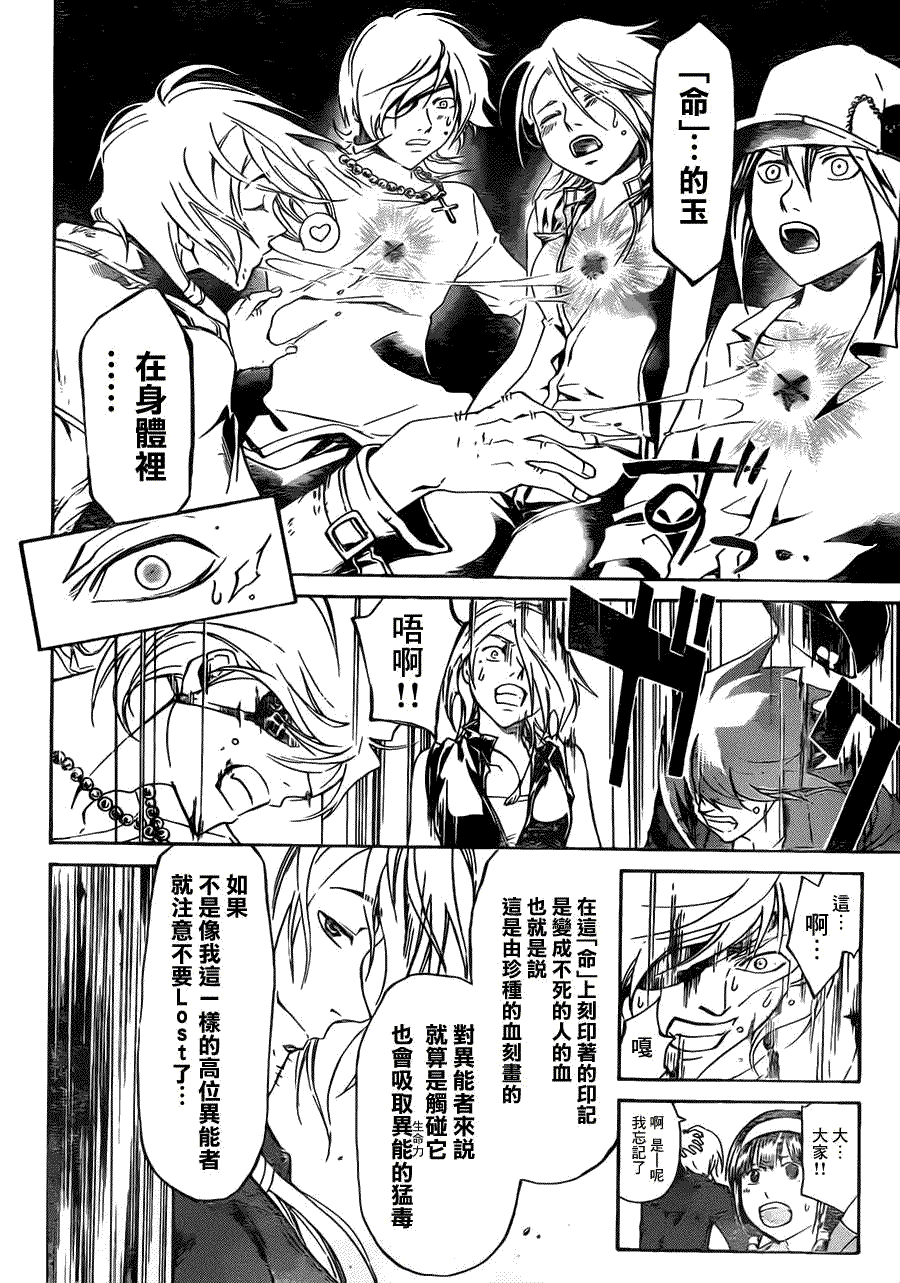 「命」…的玉
在身體裡
……
ガガ
唔啊!!
這…
啊…
嘎
大…
大家!!
啊 是—呢
我忘記了
在這「命」上刻印著的印記
是變成不死的人的血
也就是說
這是由珍種的血刻畫的
對異能者來說
就算是觸碰它
也會吸取異能的猛毒
生命力
如果
不是像我這一樣的高位異能者
就注意不要Lost了…